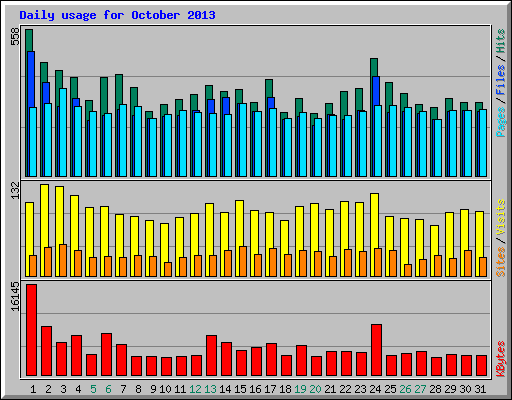 Daily usage for October 2013
558
Pages / Files / Hits
132
Sites / Visits
16145
KBytes
1 2 3 4 5 6 7 8 9 10 11 12 13 14 15 16 17 18 19 20 21 22 23 24 25 26 27 28 29 30 31